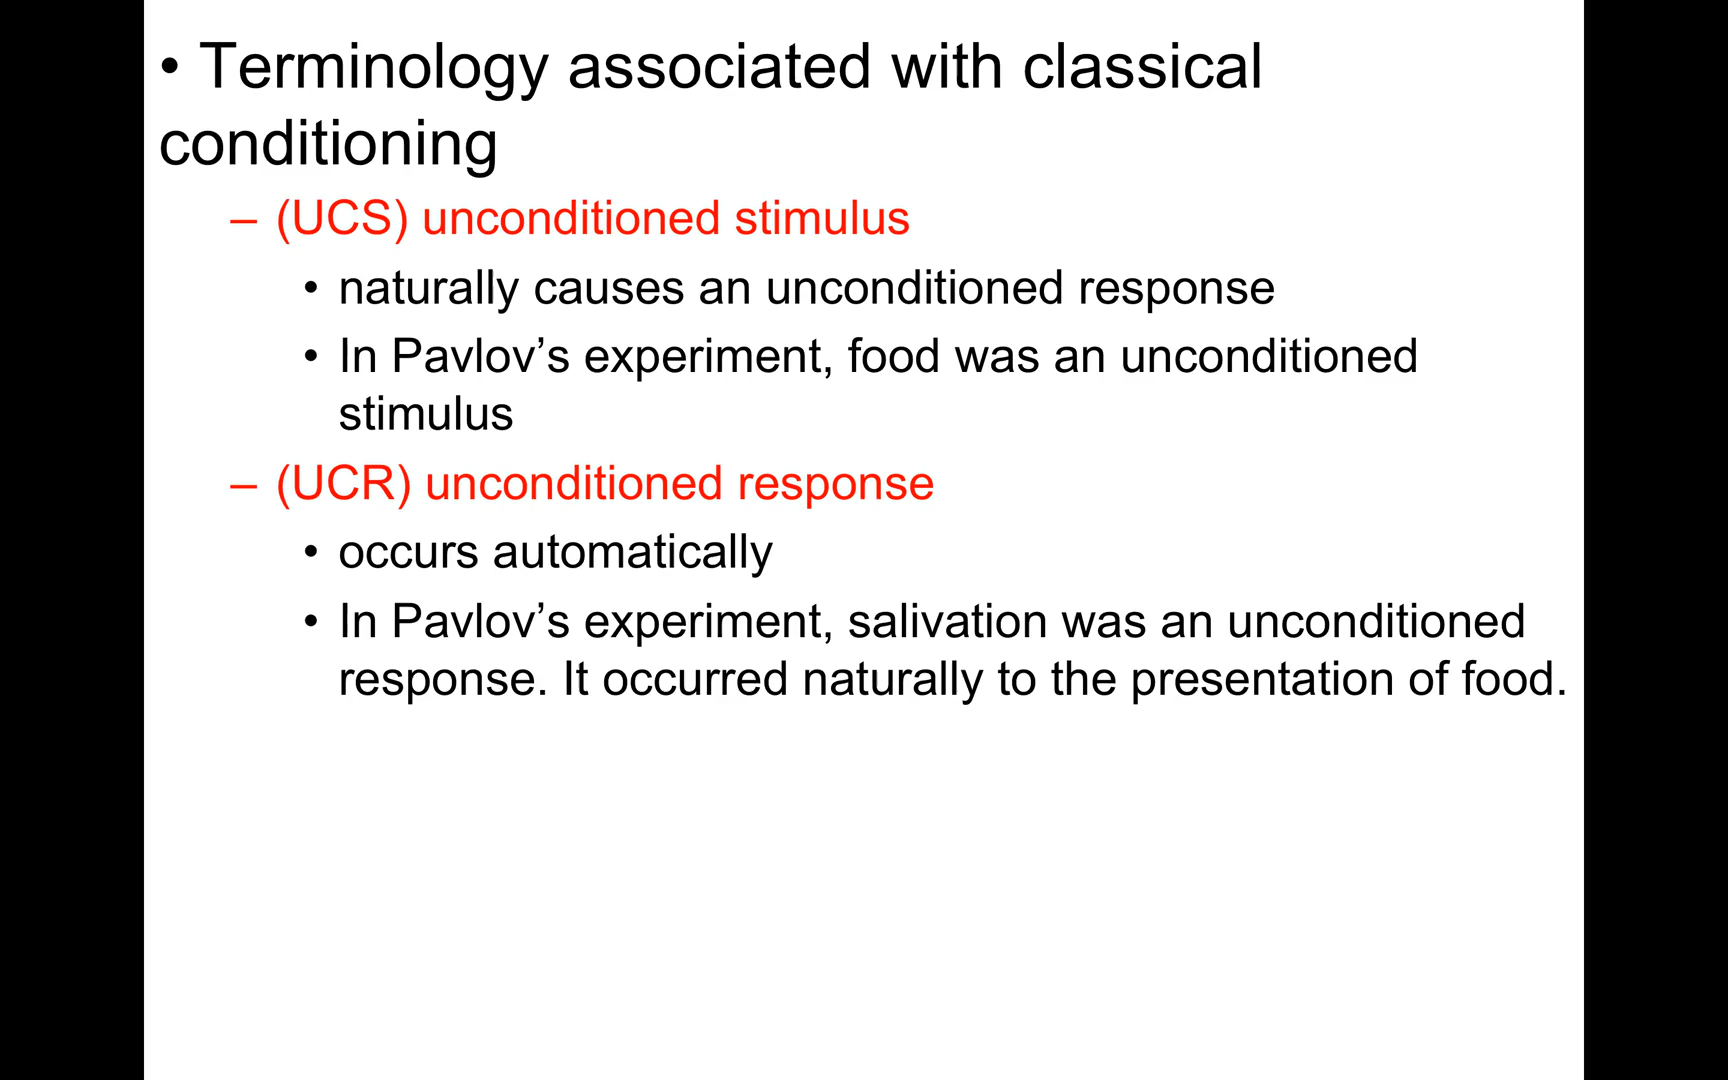 • Terminology associated with classical
conditioning
– (UCS) unconditioned stimulus
• naturally causes an unconditioned response
• In Pavlov’s experiment, food was an unconditioned
stimulus
– (UCR) unconditioned response
• occurs automatically
• In Pavlov’s experiment, salivation was an unconditioned
response. It occurred naturally to the presentation of food.